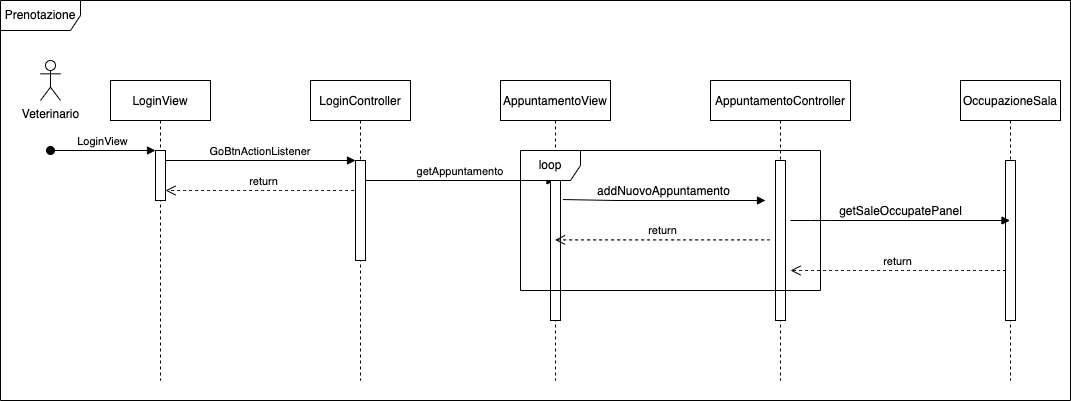 Prenotazione
Veterinario
LoginView
LoginController
AppuntamentoView
AppuntamentoController
OccupazioneSala
LoginView
GoBtnActionListener
return
getAppuntamento
loop
addNuovoAppuntamento
return
getSaleOccupatePanel
return